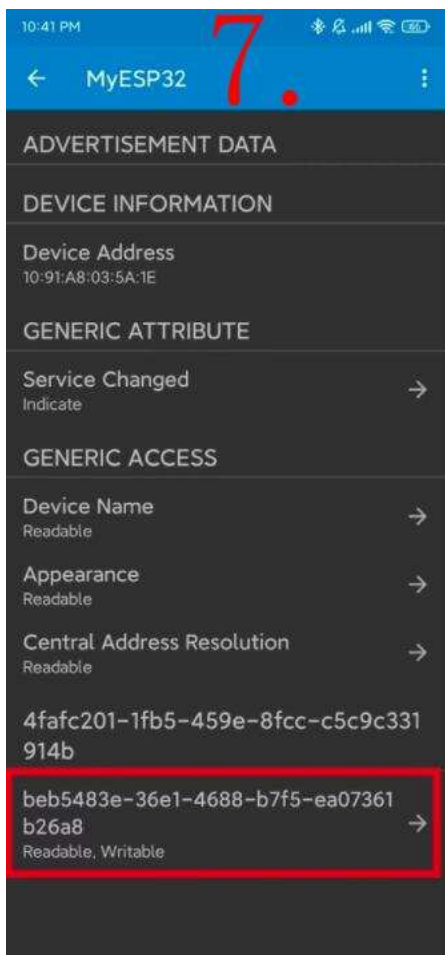 10:41 PM
7.
MyESP32
ADVERTISEMENT DATA
DEVICE INFORMATION
Device Address
10:91:A8:03:5A:1E
GENERIC ATTRIBUTE
Service Changed
Indicate
GENERIC ACCESS
Device Name
Readable
Appearance
Readable
Central Address Resolution
Readable
4fafc201-1fb5-459e-8fcc-c5c9c331
914b
beb5483e-36e1-4688-b7f5-ea07361
b26a8
Readable, Writable